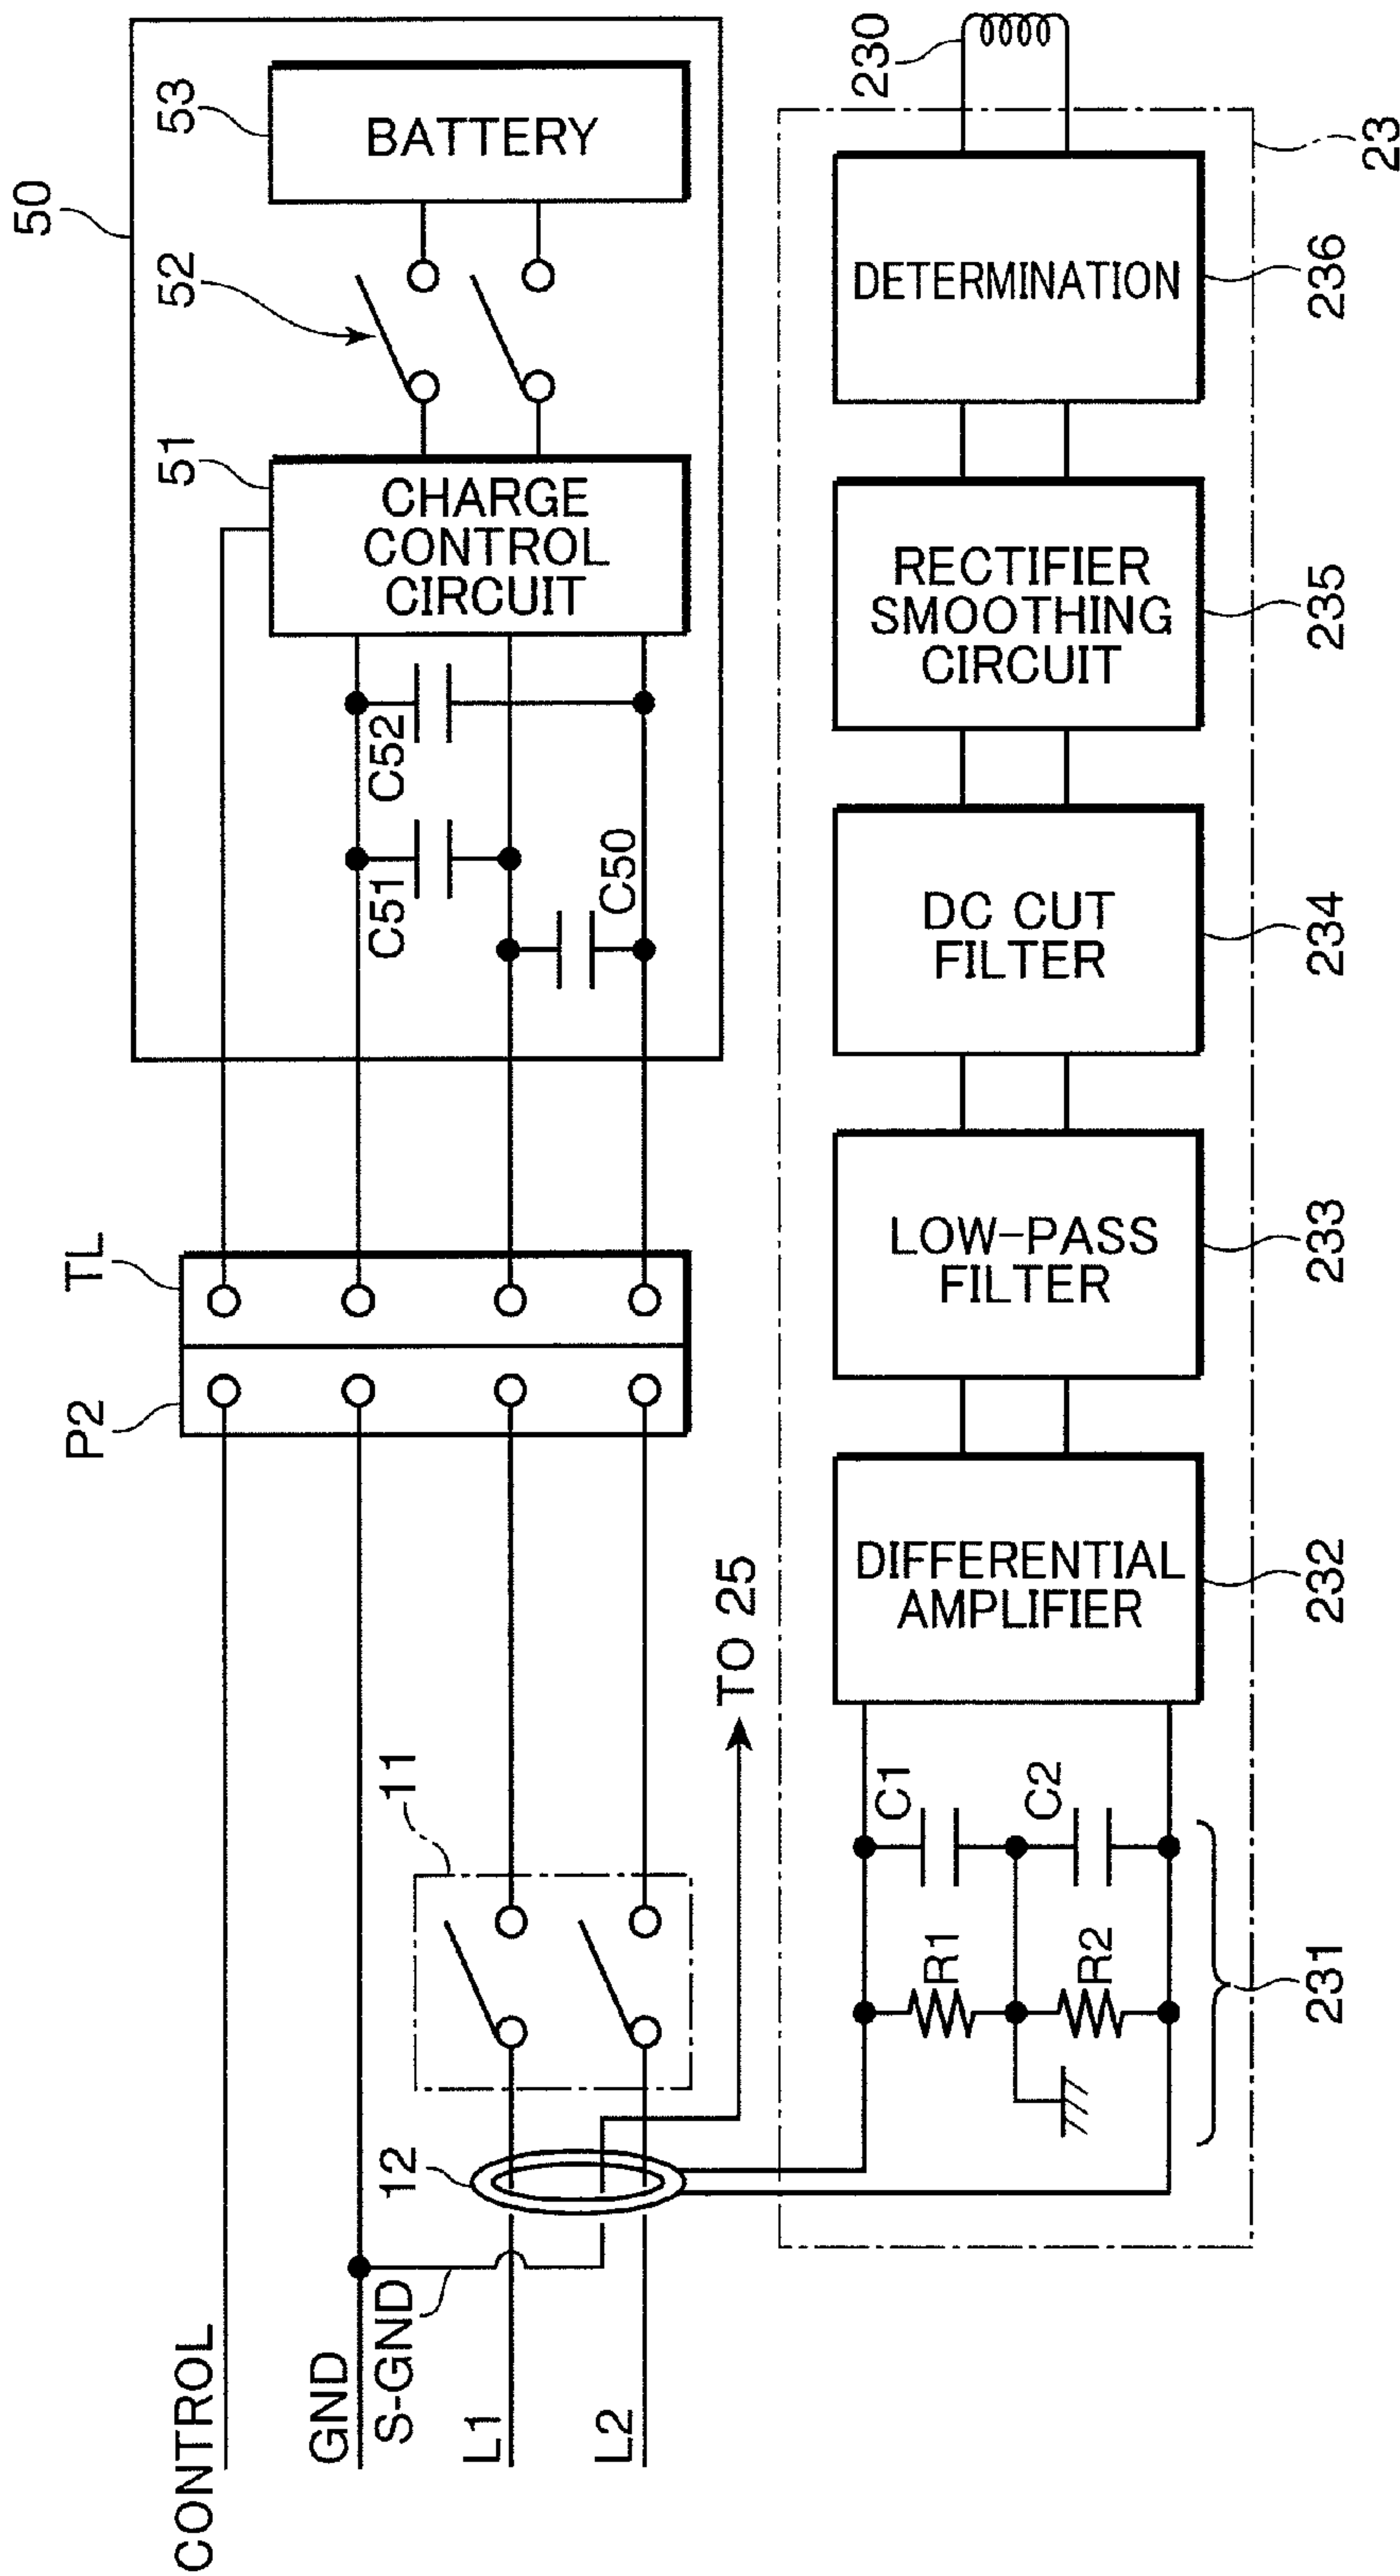 50
53
BATTERY
52
51
CHARGE
CONTROL
CIRCUIT
C52
C51
C50
TL
P2
11
TO 25
12
CONTROL
GND
S-GND
L1
L2
230
23
DETERMINATION
236
RECTIFIER
SMOOTHING
CIRCUIT
235
DC CUT
FILTER
234
LOW-PASS
FILTER
233
DIFFERENTIAL
AMPLIFIER
232
C1
C2
R1
R2
231